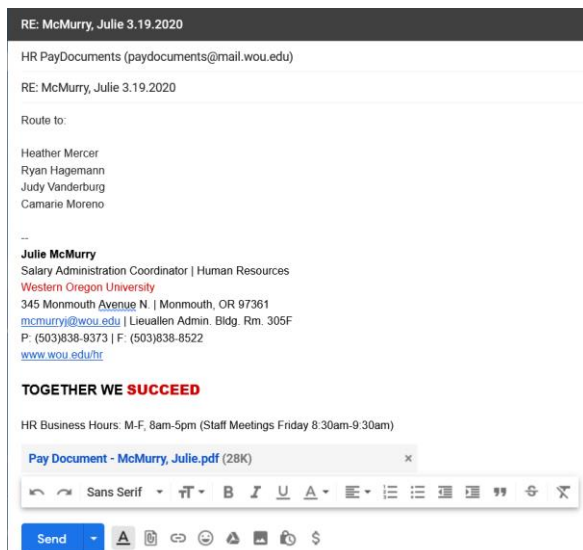 RE: McMurry, Julie 3.19.2020
HR PayDocuments (paydocuments@mail.wou.edu)
RE: McMurry, Julie 3.19.2020
Route to:
Heather Mercer
Ryan Hagemann
Judy Vanderburg
Camarie Moreno
--
Julie McMurry
Salary Administration Coordinator | Human Resources
Western Oregon University
345 Monmouth Avenue N. | Monmouth, OR 97361
mcmurryj@wou.edu | Lieuallen Admin. Bldg. Rm. 305F
P: (503)838-9373 | F: (503)838-8522
www.wou.edu/hr
TOGETHER WE SUCCEED
HR Business Hours: M-F, 8am-5pm (Staff Meetings Friday 8:30am-9:30am)
Pay Document - McMurry, Julie.pdf (28K) ×
Sans Serif TT B I U A
Send A $